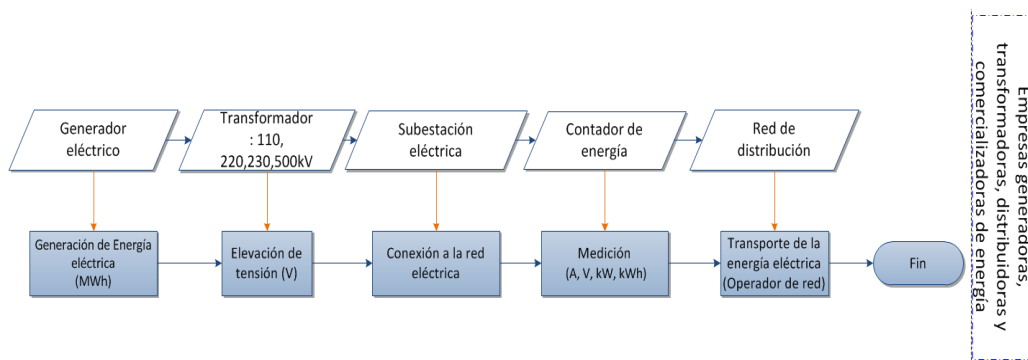 Generador
eléctrico
Transformador
: 110,
220,230,500kV
Subestación
eléctrica
Contador de
energía
Red de
distribución
Generación de Energía
eléctrica
(MWh)
Elevación de
tensión (V)
Conexión a la red
eléctrica
Medición
(A, V, kW, kWh)
Transporte de la
energía eléctrica
(Operador de red)
Fin
Empresas generadoras,
transformadoras, distribuidoras y
comercializadoras de energía